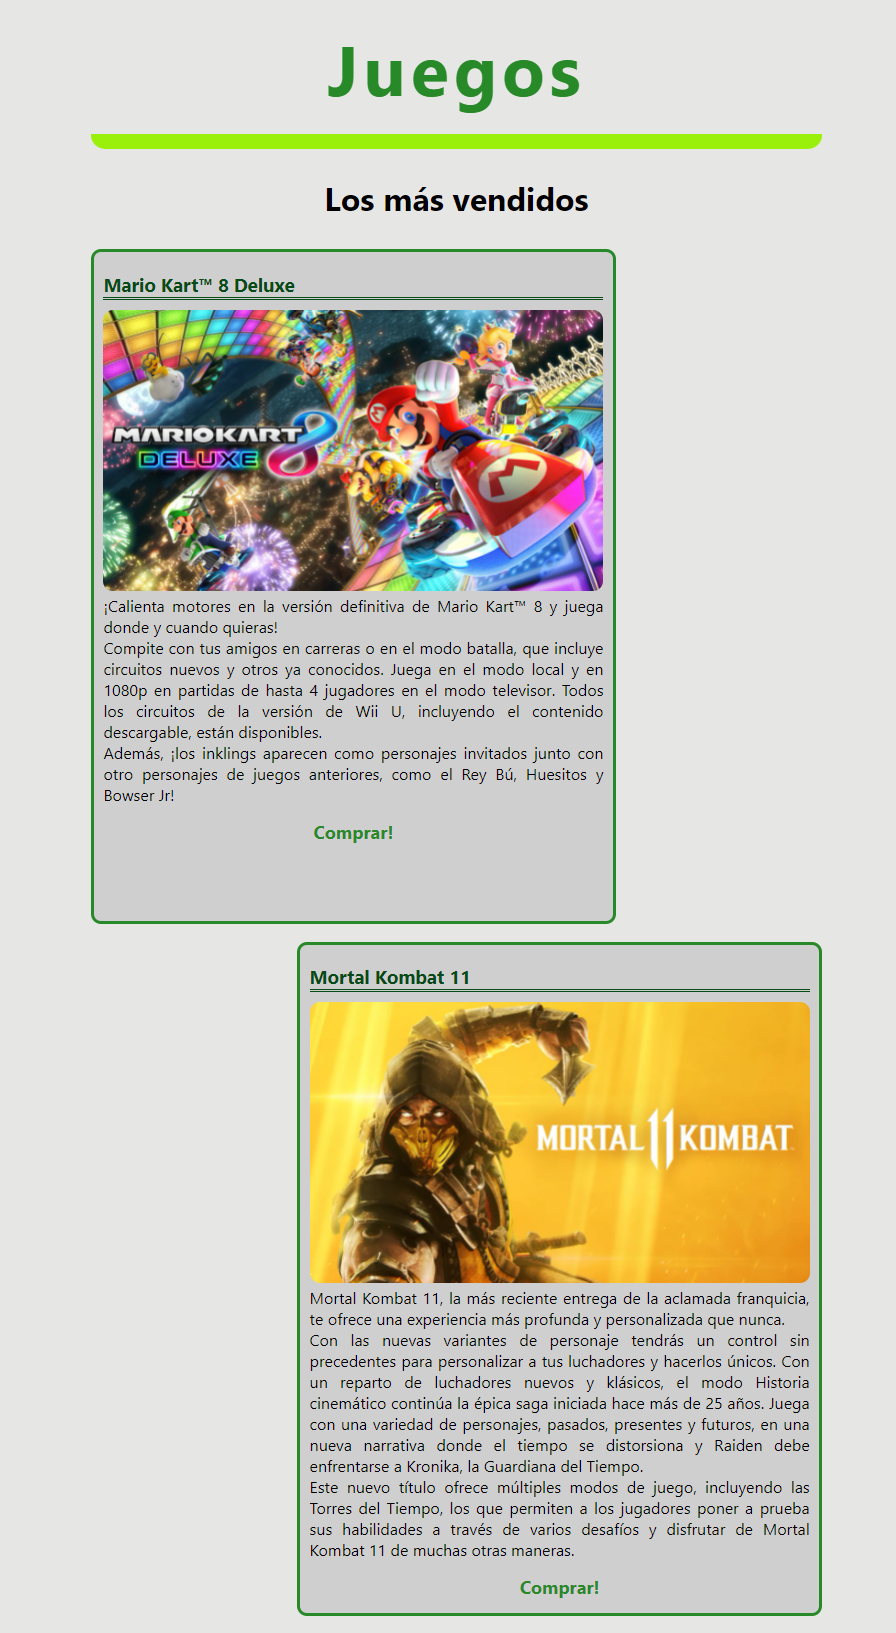 Juegos
Los más vendidos
Mario Kart™ 8 Deluxe
MARIOKART 8
DELUXE
¡Calienta motores en la versión definitiva de Mario Kart™ 8 y juega
donde y cuando quieras!
Compite con tus amigos en carreras o en el modo batalla, que incluye
circuitos nuevos y otros ya conocidos. Juega en el modo local y en
1080p en partidas de hasta 4 jugadores en el modo televisor. Todos
los circuitos de la versión de Wii U, incluyendo el contenido
descargable, están disponibles.
Además, ¡los inklings aparecen como personajes invitados junto con
otro personajes de juegos anteriores, como el Rey Bú, Huesitos y
Bowser Jr!
Comprar!
Mortal Kombat 11
MORTAL 11 KOMBAT
Mortal Kombat 11, la más reciente entrega de la aclamada franquicia,
te ofrece una experiencia más profunda y personalizada que nunca.
Con las nuevas variantes de personaje tendrás un control sin
precedentes para personalizar a tus luchadores y hacerlos únicos. Con
un reparto de luchadores nuevos y klásicos, el modo Historia
cinemático continúa la épica saga iniciada hace más de 25 años. Juega
con una variedad de personajes, pasados, presentes y futuros, en una
nueva narrativa donde el tiempo se distorsiona y Raiden debe
enfrentarse a Kronika, la Guardiana del Tiempo.
Este nuevo título ofrece múltiples modos de juego, incluyendo las
Torres del Tiempo, los que permiten a los jugadores poner a prueba
sus habilidades a través de varios desafíos y disfrutar de Mortal
Kombat 11 de muchas otras maneras.
Comprar!